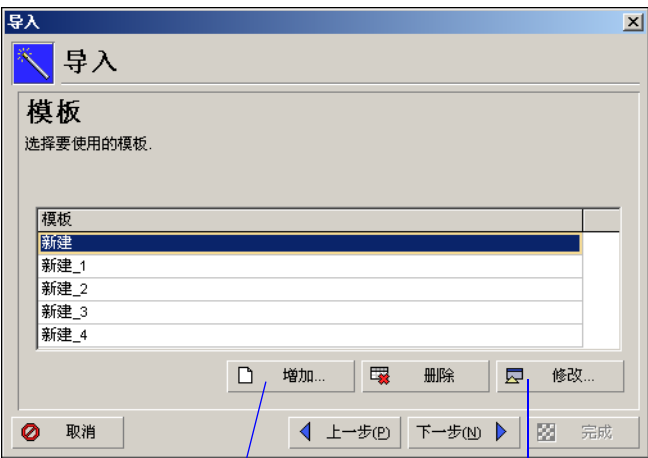 导入
导入
模板
选择要使用的模板.
模板
新建
新建_1
新建_2
新建_3
新建_4
增加... 删除 修改...
取消 上一步(P) 下一步(N) 完成